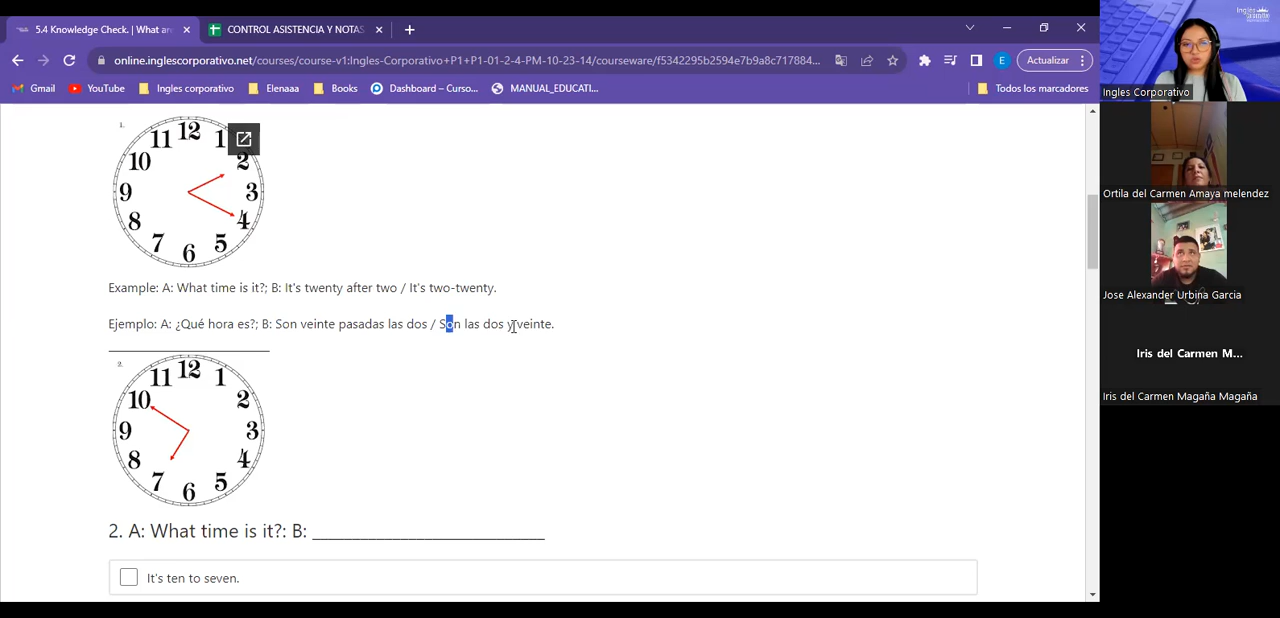 5.4 Knowledge Check. | What an
CONTROL ASISTENCIA Y NOTAS
online.inglescorporativo.net/courses/course-v1:Ingles-Corporativo+P1+P1-01-2-4-PM-10-23-14/courseware/f5342295b2594e7b9a8c717884...
E
Actualizar
Gmail
YouTube
Ingles corporativo
Elenaaa
Books
Dashboard – Curso...
MANUAL_EDUCATI...
Todos los marcadores
1.
12
11
1
10
2
9
3
8
4
7
5
6
Example: A: What time is it?; B: It's twenty after two / It's two-twenty.
Ejemplo: A: ¿Qué hora es?; B: Son veinte pasadas las dos / Son las dos y veinte.
2.
12
11
1
10
2
9
3
8
4
7
5
6
2. A: What time is it?: B: ____________________________
It's ten to seven.
Ingles Corporativo
Ortila del Carmen Amaya melendez
Jose Alexander Urbina Garcia
Iris del Carmen M...
Iris del Carmen Magaña Magaña